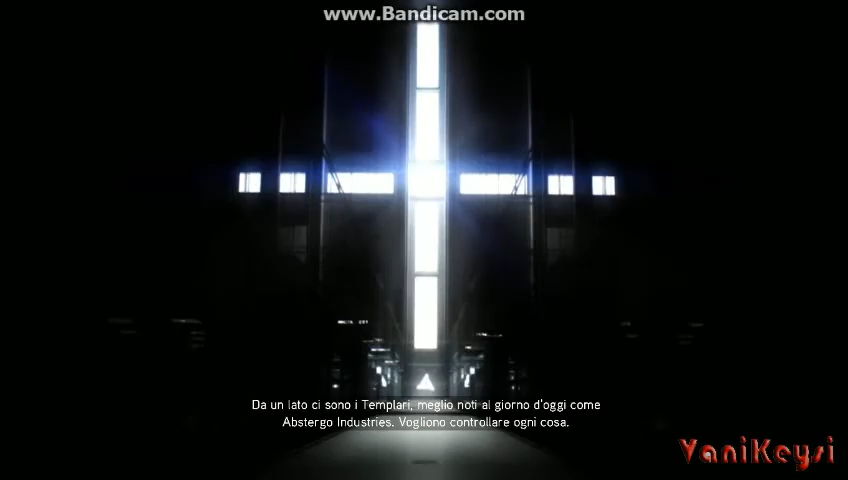 www.Bandicam.com
Da un lato ci sono i Templari, meglio noti al giorno d'oggi come
Abstergo Industries. Vogliono controllare ogni cosa.
YaniKeysi